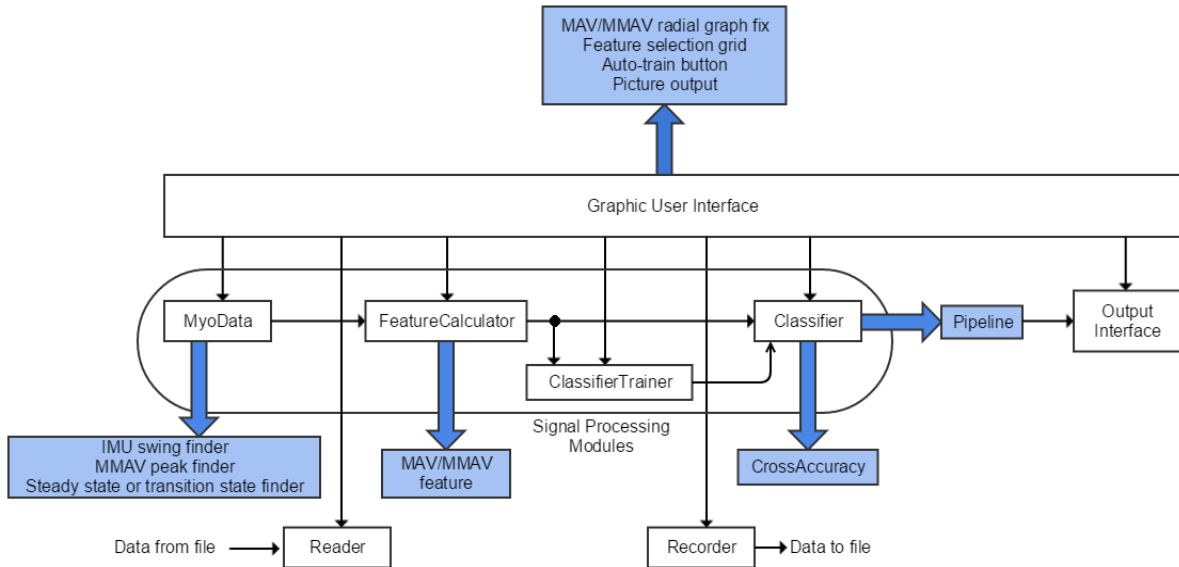 MAV/MMAV radial graph fix
Feature selection grid
Auto-train button
Picture output
Graphic User Interface
MyoData
FeatureCalculator
Classifier
Pipeline
Output
Interface
ClassifierTrainer
Signal Processing
Modules
IMU swing finder
MMAV peak finder
Steady state or transition state finder
MAV/MMAV
feature
CrossAccuracy
Data from file
Reader
Recorder
Data to file